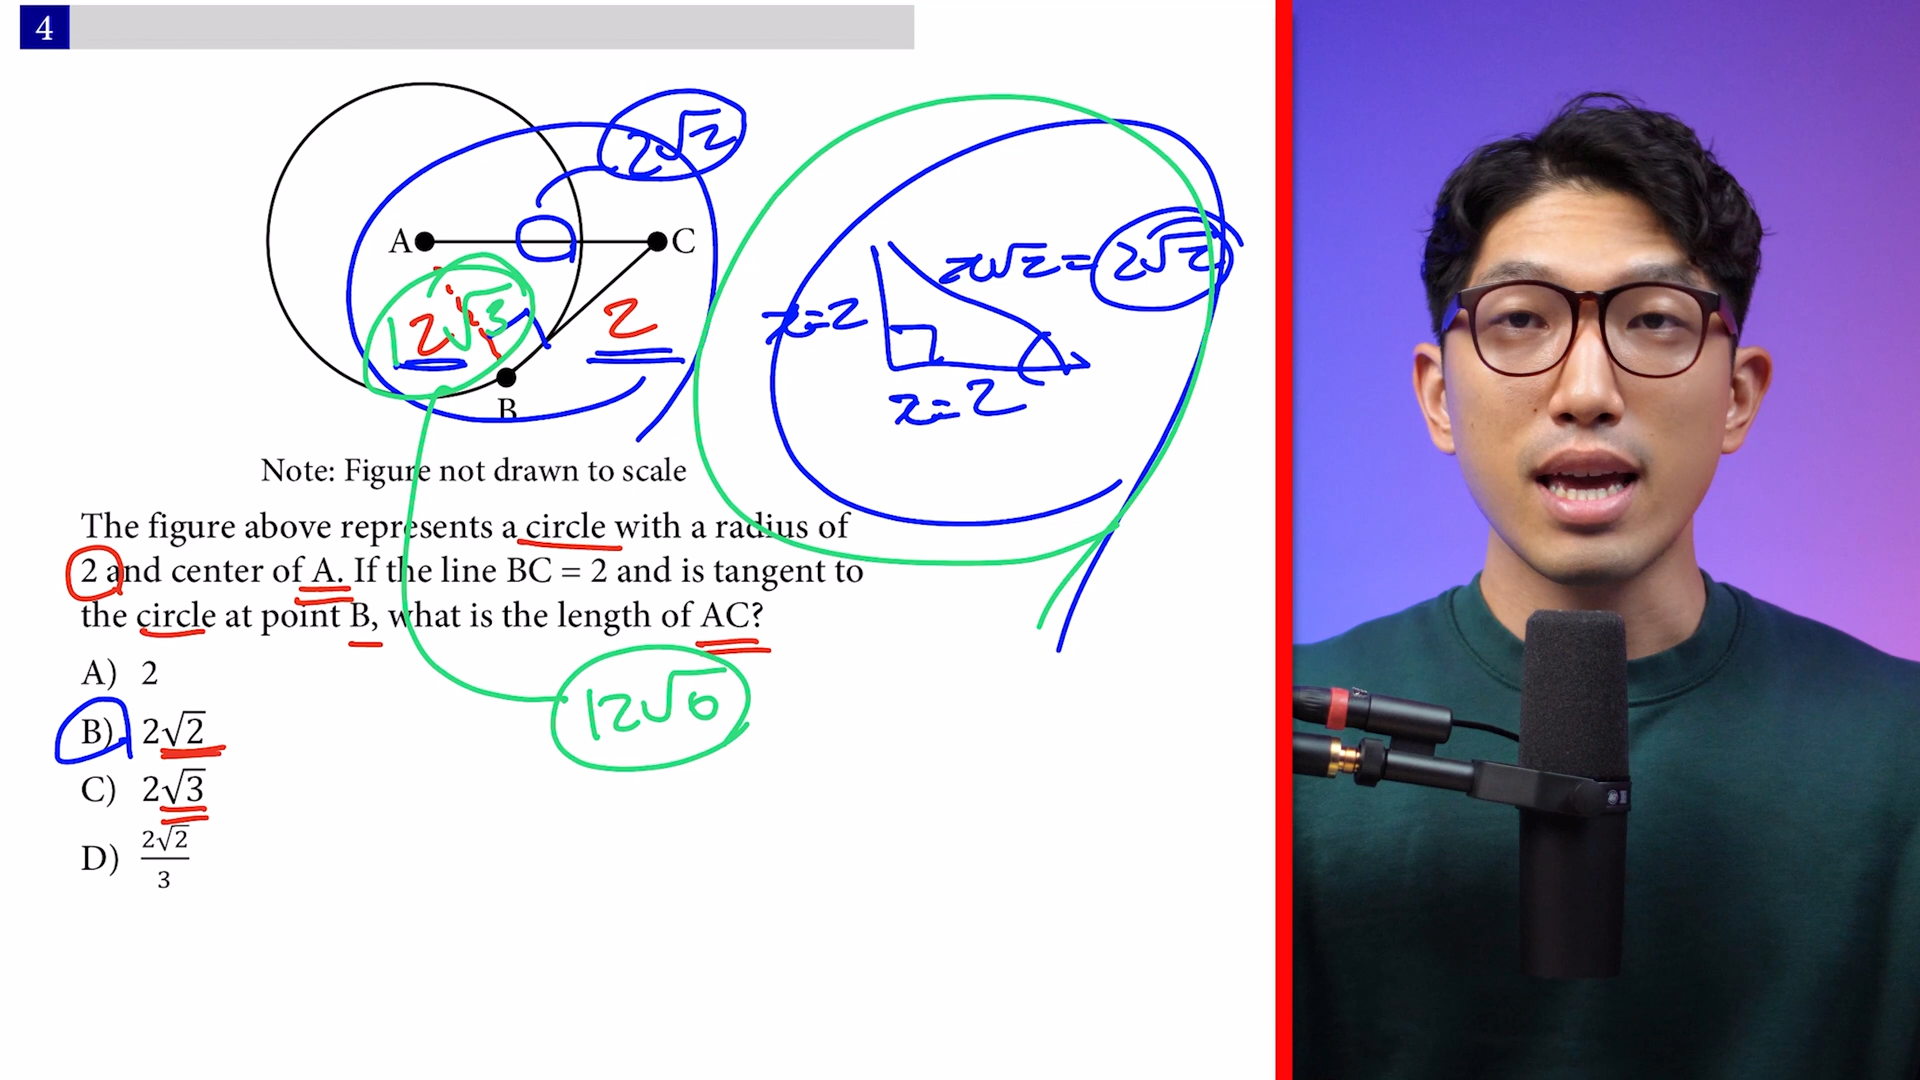 4
2√2
A
C
12√3
2
B
x√2 = 2√2
x=2
x=2
Note: Figure not drawn to scale
The figure above represents a circle with a radius of
2 and center of A. If the line BC = 2 and is tangent to
the circle at point B, what is the length of AC?
A) 2
B) 2√2
C) 2√3
D) 2√2/3
12√6